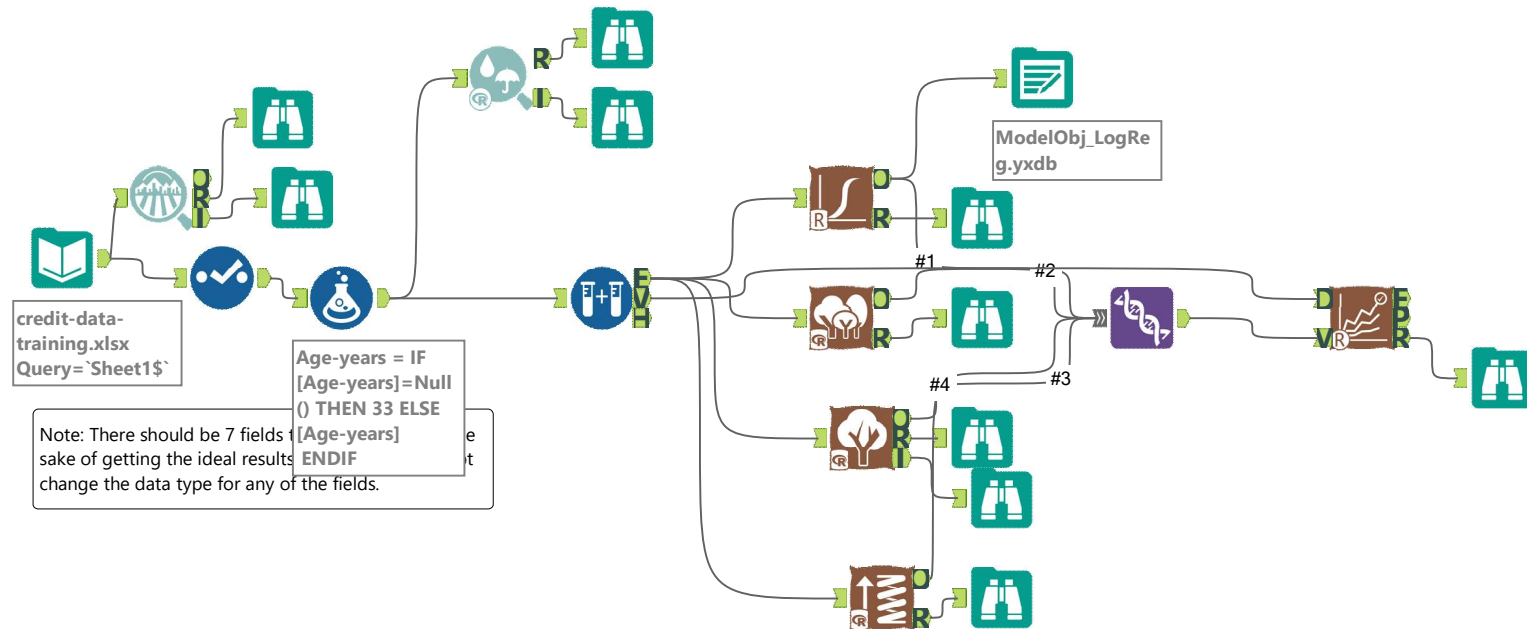 R
I
ModelObj_LogRe
g.yxdb
O
R
I
O
R
R
#1
#2
E
V
H
O
R
R
D
V
R
E
P
R
credit-data-
training.xlsx
Query=`Sheet1$`
Age-years = IF
[Age-years]=Null
() THEN 33 ELSE
[Age-years]
ENDIF
#4
#3
Note: There should be 7 fields
sake of getting the ideal results
change the data type for any of the fields.
O
R
I
R
O
R
R